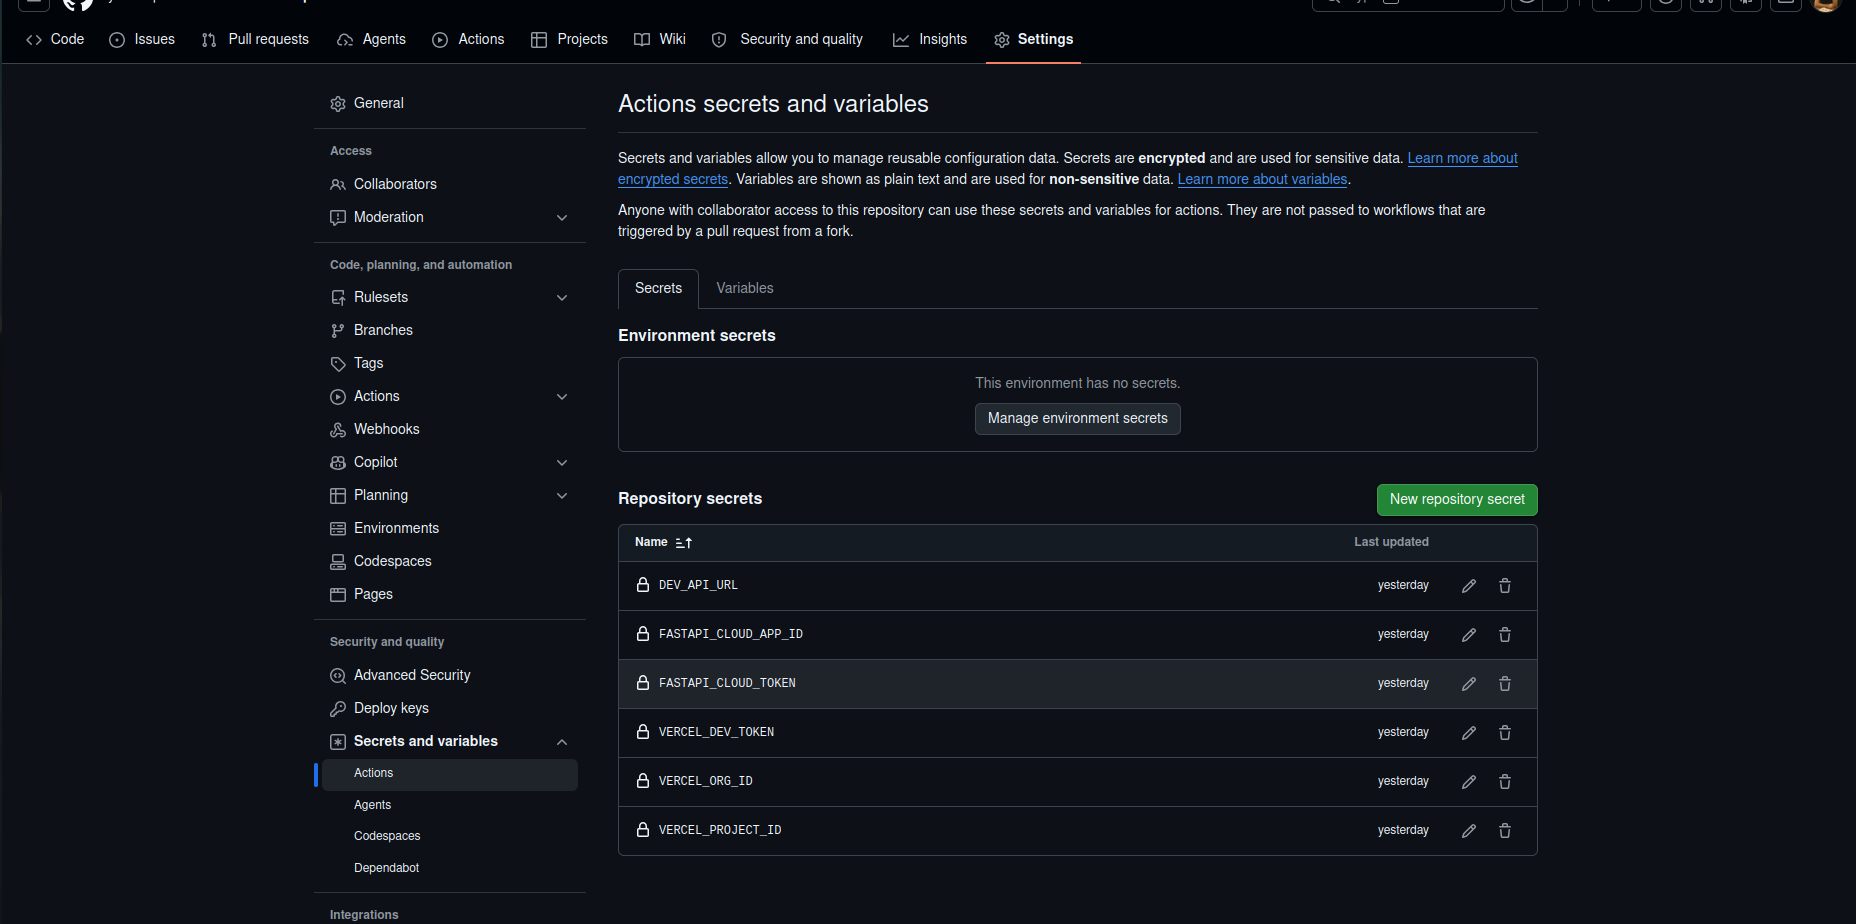 Code
Issues
Pull requests
Agents
Actions
Projects
Wiki
Security and quality
Insights
Settings
General
Access
Collaborators
Moderation
Code, planning, and automation
Rulesets
Branches
Tags
Actions
Webhooks
Copilot
Planning
Environments
Codespaces
Pages
Security and quality
Advanced Security
Deploy keys
Secrets and variables
Actions
Agents
Codespaces
Dependabot
Integrations
Actions secrets and variables
Secrets and variables allow you to manage reusable configuration data. Secrets are encrypted and are used for sensitive data. Learn more about
encrypted secrets. Variables are shown as plain text and are used for non-sensitive data. Learn more about variables.
Anyone with collaborator access to this repository can use these secrets and variables for actions. They are not passed to workflows that are
triggered by a pull request from a fork.
Secrets
Variables
Environment secrets
This environment has no secrets.
Manage environment secrets
Repository secrets
New repository secret
Name
Last updated
DEV_API_URL yesterday
FASTAPI_CLOUD_APP_ID yesterday
FASTAPI_CLOUD_TOKEN yesterday
VERCEL_DEV_TOKEN yesterday
VERCEL_ORG_ID yesterday
VERCEL_PROJECT_ID yesterday